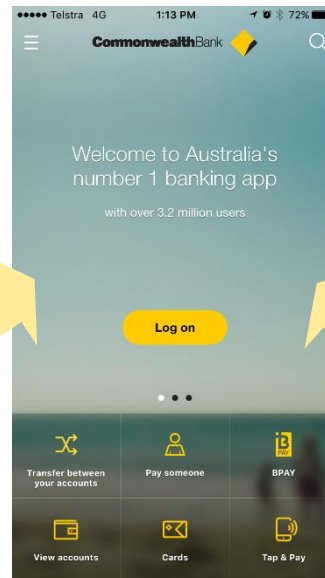 Telstra 4G 1:13 PM 72%
CommonwealthBank
Welcome to Australia's
number 1 banking app
with over 3.2 million users
Log on
Transfer between
your accounts
Pay someone
B
PAY
BPAY
View accounts
Cards
Tap & Pay